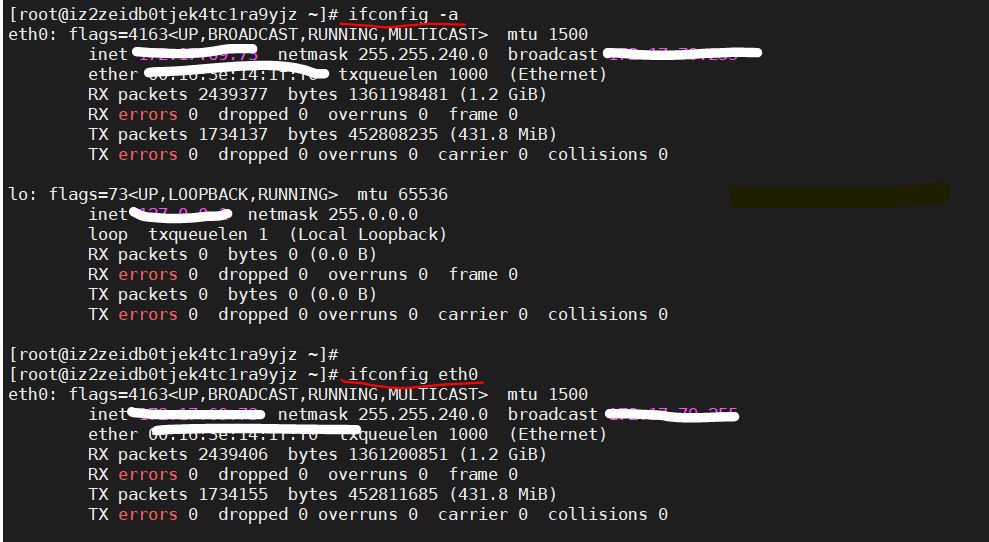 [root@iz2zeidb0tjek4tc1ra9yjz ~]# ifconfig -a
eth0: flags=4163<UP,BROADCAST,RUNNING,MULTICAST>  mtu 1500
inet netmask 255.255.240.0  broadcast
ether txqueuelen 1000  (Ethernet)
RX packets 2439377  bytes 1361198481 (1.2 GiB)
RX errors 0  dropped 0  overruns 0  frame 0
TX packets 1734137  bytes 452808235 (431.8 MiB)
TX errors 0  dropped 0 overruns 0  carrier 0  collisions 0
lo: flags=73<UP,LOOPBACK,RUNNING>  mtu 65536
inet netmask 255.0.0.0
loop  txqueuelen 1  (Local Loopback)
RX packets 0  bytes 0 (0.0 B)
RX errors 0  dropped 0  overruns 0  frame 0
TX packets 0  bytes 0 (0.0 B)
TX errors 0  dropped 0 overruns 0  carrier 0  collisions 0
[root@iz2zeidb0tjek4tc1ra9yjz ~]#
[root@iz2zeidb0tjek4tc1ra9yjz ~]# ifconfig eth0
eth0: flags=4163<UP,BROADCAST,RUNNING,MULTICAST>  mtu 1500
inet netmask 255.255.240.0  broadcast
ether txqueuelen 1000  (Ethernet)
RX packets 2439406  bytes 1361200851 (1.2 GiB)
RX errors 0  dropped 0  overruns 0  frame 0
TX packets 1734155  bytes 452811685 (431.8 MiB)
TX errors 0  dropped 0 overruns 0  carrier 0  collisions 0